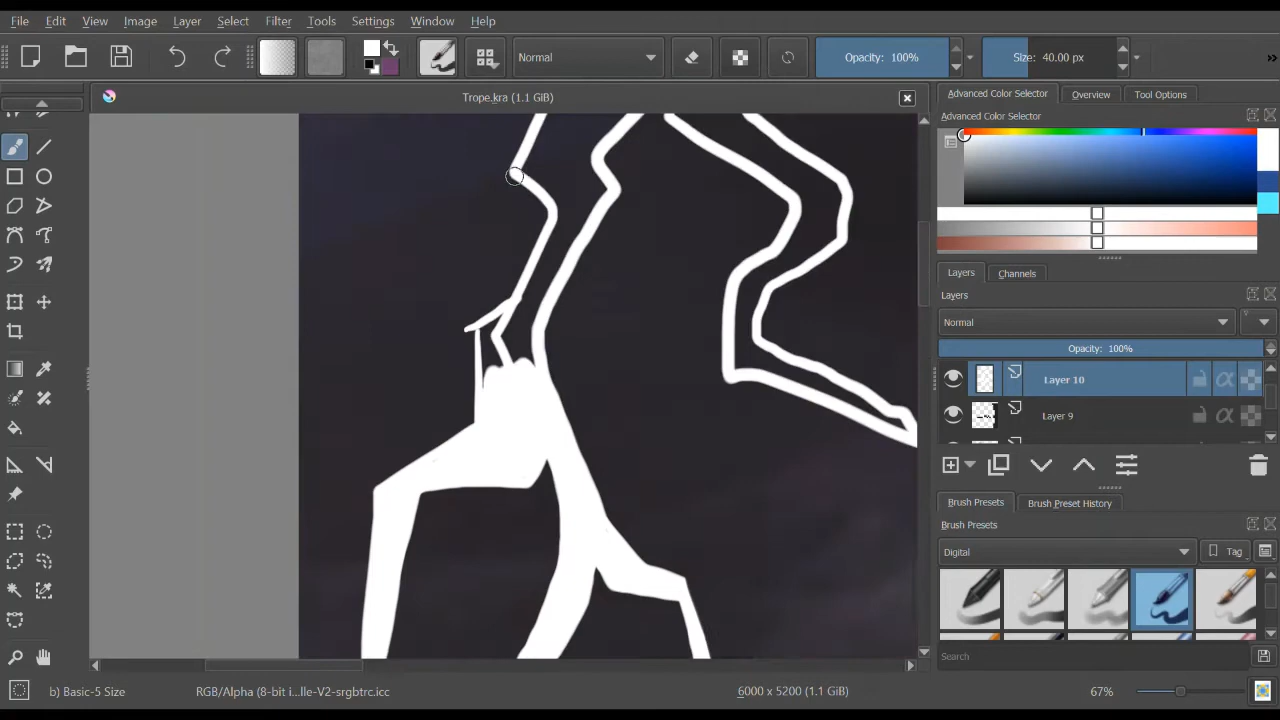 File Edit View Image Layer Select Filter Tools Settings Window Help
Normal Opacity: 100% Size: 40.00 px »
Trope.kra (1.1 GiB)
Advanced Color Selector Overview Tool Options
Advanced Color Selector
Layers Channels
Layers
Normal
Opacity: 100%
Layer 10
Layer 9
Brush Presets Brush Preset History
Brush Presets
Digital Tag
Search
b) Basic-5 Size RGB/Alpha (8-bit i...lle-V2-srgbtrc.icc 6000 x 5200 (1.1 GiB) 67%